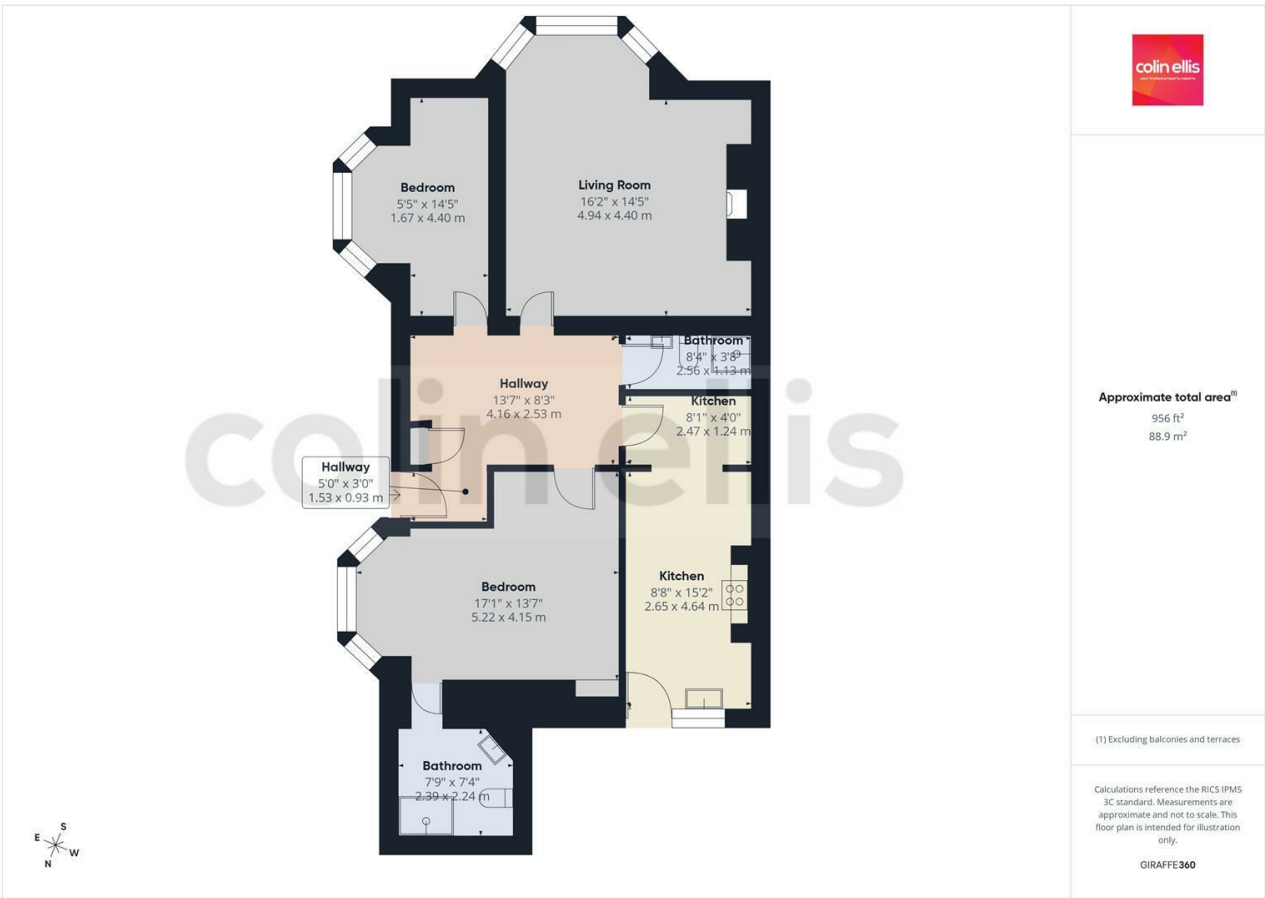 colin ellis
your trusted property experts
Bedroom
5'5" x 14'5"
1.67 x 4.40 m
Living Room
16'2" x 14'5"
4.94 x 4.40 m
Bathroom
8'4" x 3'8"
2.56 x 1.13 m
Hallway
13'7" x 8'3"
4.16 x 2.53 m
Kitchen
8'1" x 4'0"
2.47 x 1.24 m
colin ellis
Hallway
5'0" x 3'0"
1.53 x 0.93 m
Bedroom
17'1" x 13'7"
5.22 x 4.15 m
Kitchen
8'8" x 15'2"
2.65 x 4.64 m
Bathroom
7'9" x 7'4"
2.39 x 2.24 m
S
E
W
N
Approximate total area(1)
956 ft²
88.9 m²
(1) Excluding balconies and terraces
Calculations reference the RICS IPMS
3C standard. Measurements are
approximate and not to scale. This
floor plan is intended for illustration
only.
GIRAFFE360